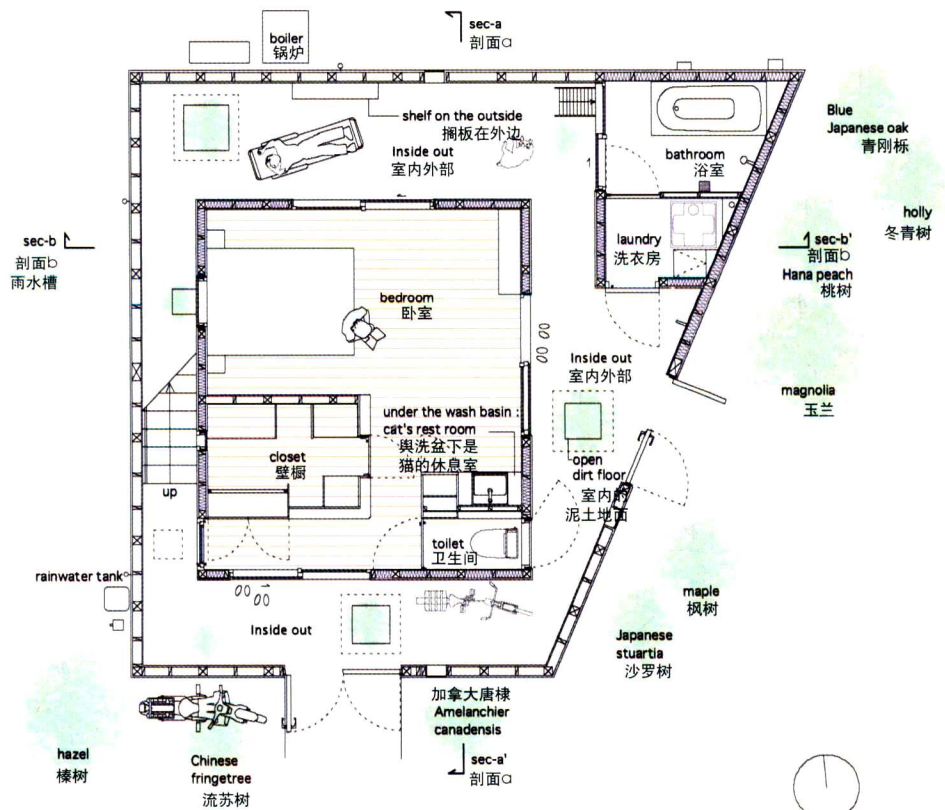 boiler
锅炉
sec-a
剖面a
shelf on the outside
搁板在外边
Inside out
室内外部
bathroom
浴室
Blue
Japanese oak
青刚栎
holly
冬青树
sec-b
剖面b
雨水槽
laundry
洗衣房
sec-b'
剖面b
Hana peach
桃树
bedroom
卧室
Inside out
室内外部
magnolia
玉兰
under the wash basin :
cat's rest room
舆洗盆下是
猫的休息室
closet
壁橱
open
dirt floor
室内的
泥土地面
up
toilet
卫生间
rainwater tank
maple
枫树
Inside out
Japanese
stuartia
沙罗树
加拿大唐棣
Amelanchier
canadensis
hazel
榛树
Chinese
fringetree
流苏树
sec-a'
剖面a